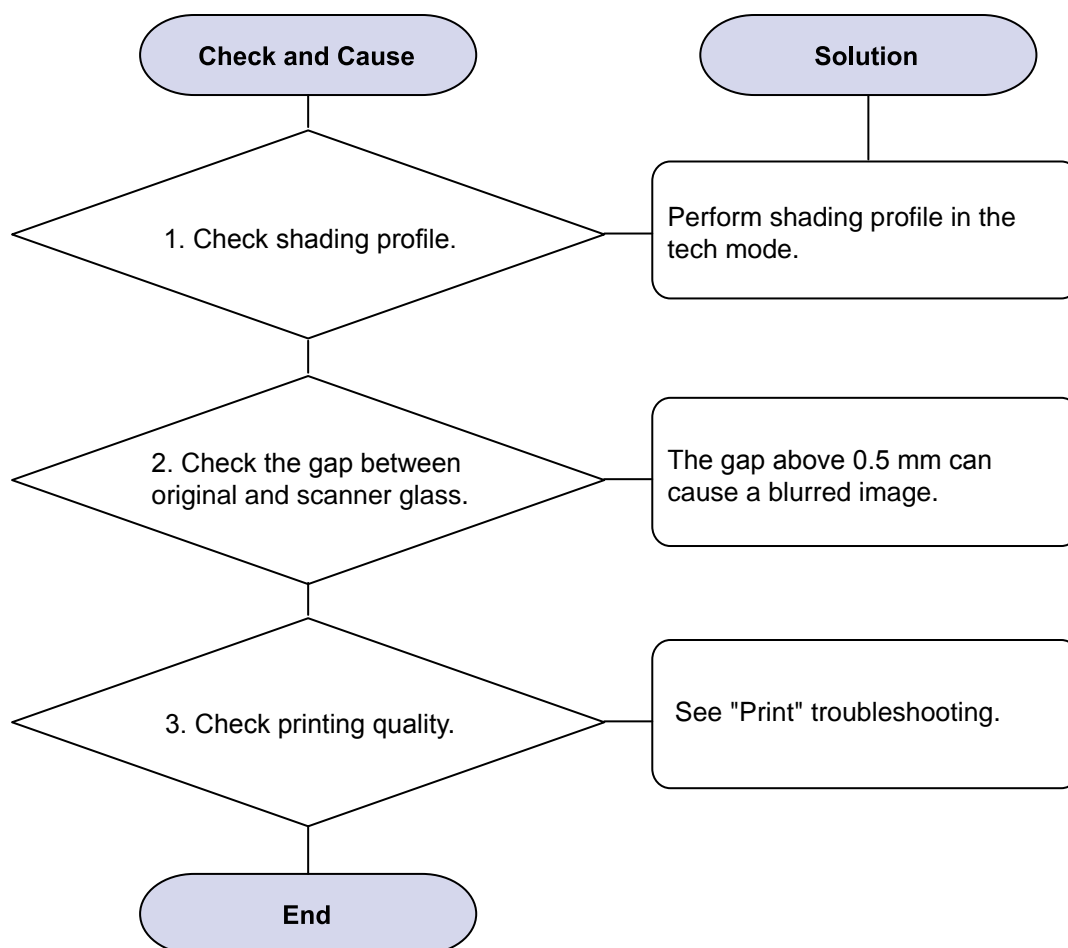 Check and Cause
Solution
1. Check shading profile.
Perform shading profile in the
tech mode.
2. Check the gap between
original and scanner glass.
The gap above 0.5 mm can
cause a blurred image.
3. Check printing quality.
See "Print" troubleshooting.
End